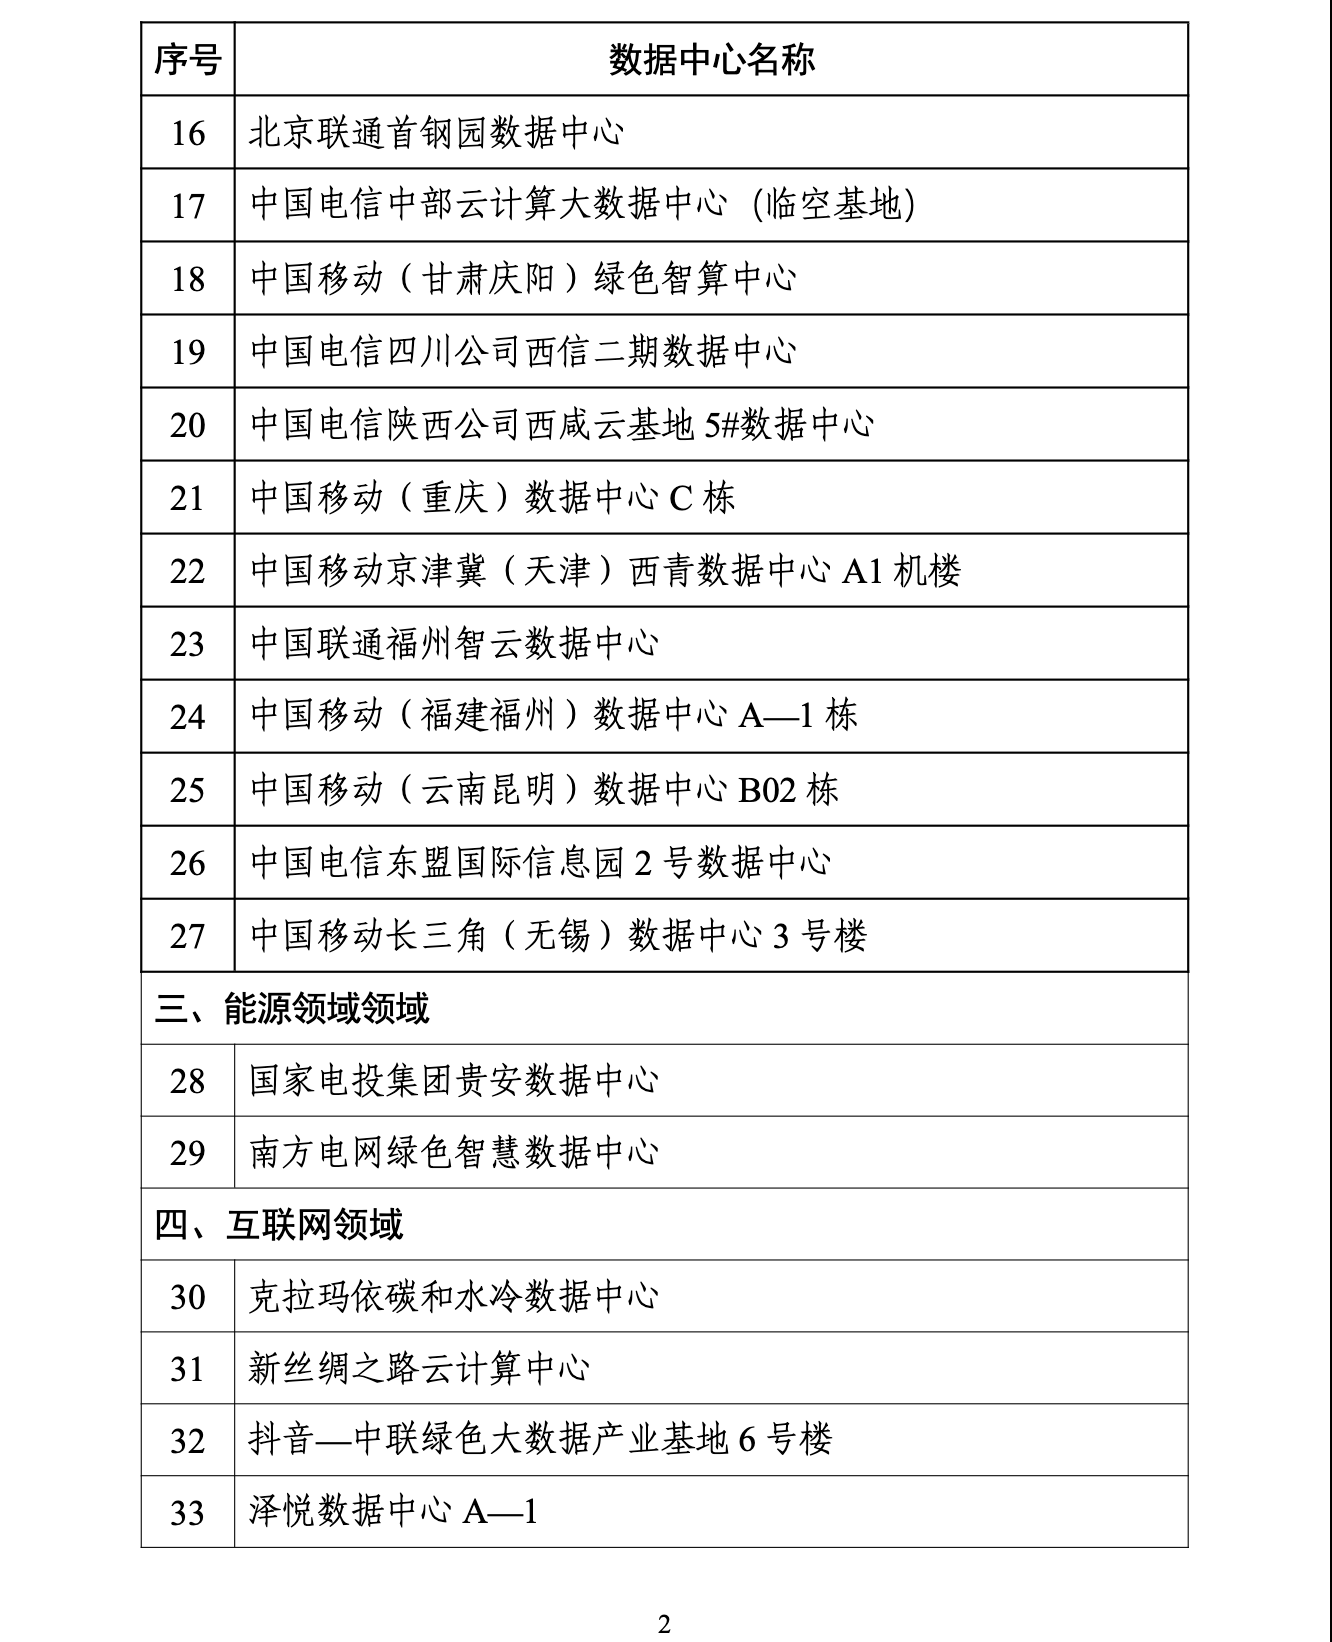 序号 数据中心名称
16 北京联通首钢园数据中心
17 中国电信中部云计算大数据中心（临空基地）
18 中国移动（甘肃庆阳）绿色智算中心
19 中国电信四川公司西信二期数据中心
20 中国电信陕西公司西咸云基地 5#数据中心
21 中国移动（重庆）数据中心 C 栋
22 中国移动京津冀（天津）西青数据中心 A1 机楼
23 中国联通福州智云数据中心
24 中国移动（福建福州）数据中心 A—1 栋
25 中国移动（云南昆明）数据中心 B02 栋
26 中国电信东盟国际信息园 2 号数据中心
27 中国移动长三角（无锡）数据中心 3 号楼
三、能源领域领域
28 国家电投集团贵安数据中心
29 南方电网绿色智慧数据中心
四、互联网领域
30 克拉玛依碳和水冷数据中心
31 新丝绸之路云计算中心
32 抖音—中联绿色大数据产业基地 6 号楼
33 泽悦数据中心 A—1
2